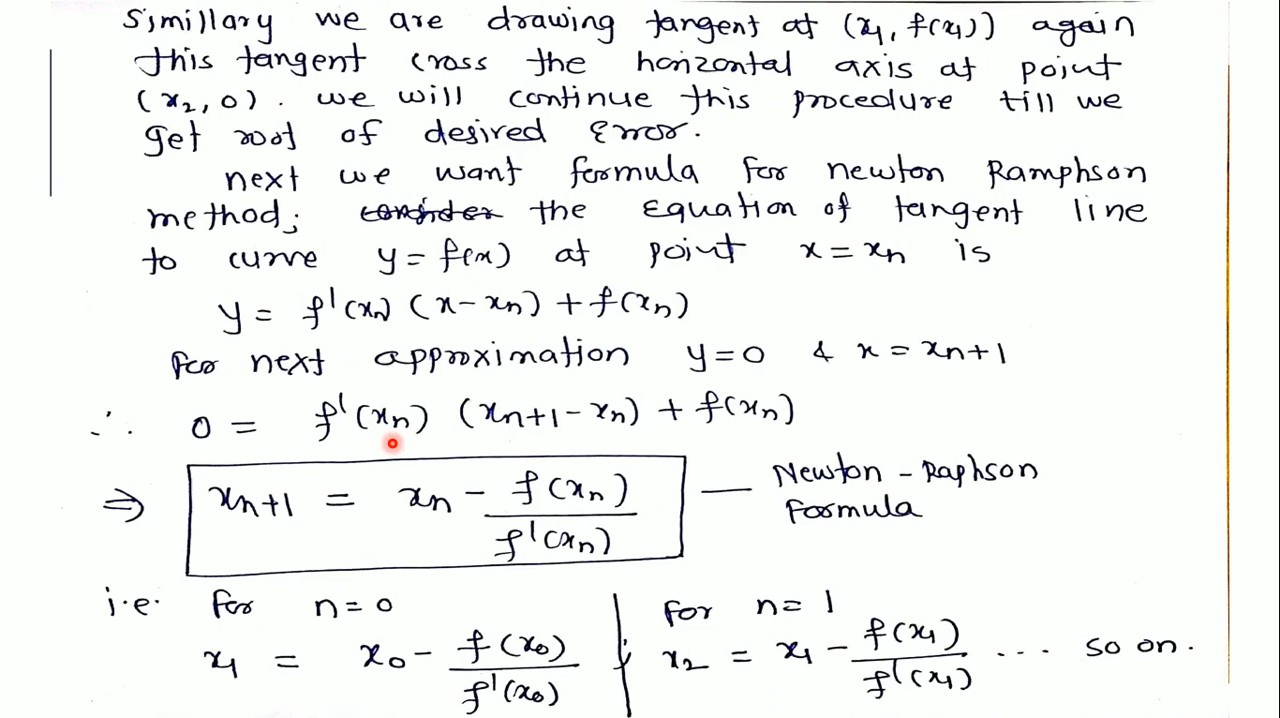 Simillary we are drawing tangent at (x₁, f(x₁)) again
this tangent cross the horizontal axis at point
(x₂, 0). we will continue this procedure till we
get root of desired Error.
next we want formula for newton Ramphson
method; consider the Equation of tangent line
to curve y = f(x) at point x = xₙ is
y = f'(xₙ) (x - xₙ) + f(xₙ)
for next approximation y=0 & x = xₙ+1
∴ 0 = f'(xₙ) (xₙ+1 - xₙ) + f(xₙ)
⇒ xₙ+1 = xₙ - f(xₙ)/f'(xₙ) — Newton - Raphson Formula
i.e. for n=0 for n=1
x₁ = x₀ - f(x₀)/f'(x₀) ; x₂ = x₁ - f(x₁)/f'(x₁) ... so on.